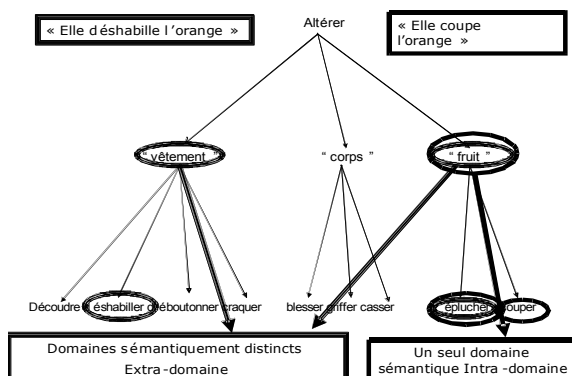 « Elle déshabille l'orange »
Altérer
« Elle coupe
l'orange »
“ vêtement ”
“ corps ”
“ fruit ”
Découdre déshabiller déboutonner craquer
blesser griffer casser
éplucher couper
Domaines sémantiquement distincts
Extra-domaine
Un seul domaine
sémantique Intra-domaine